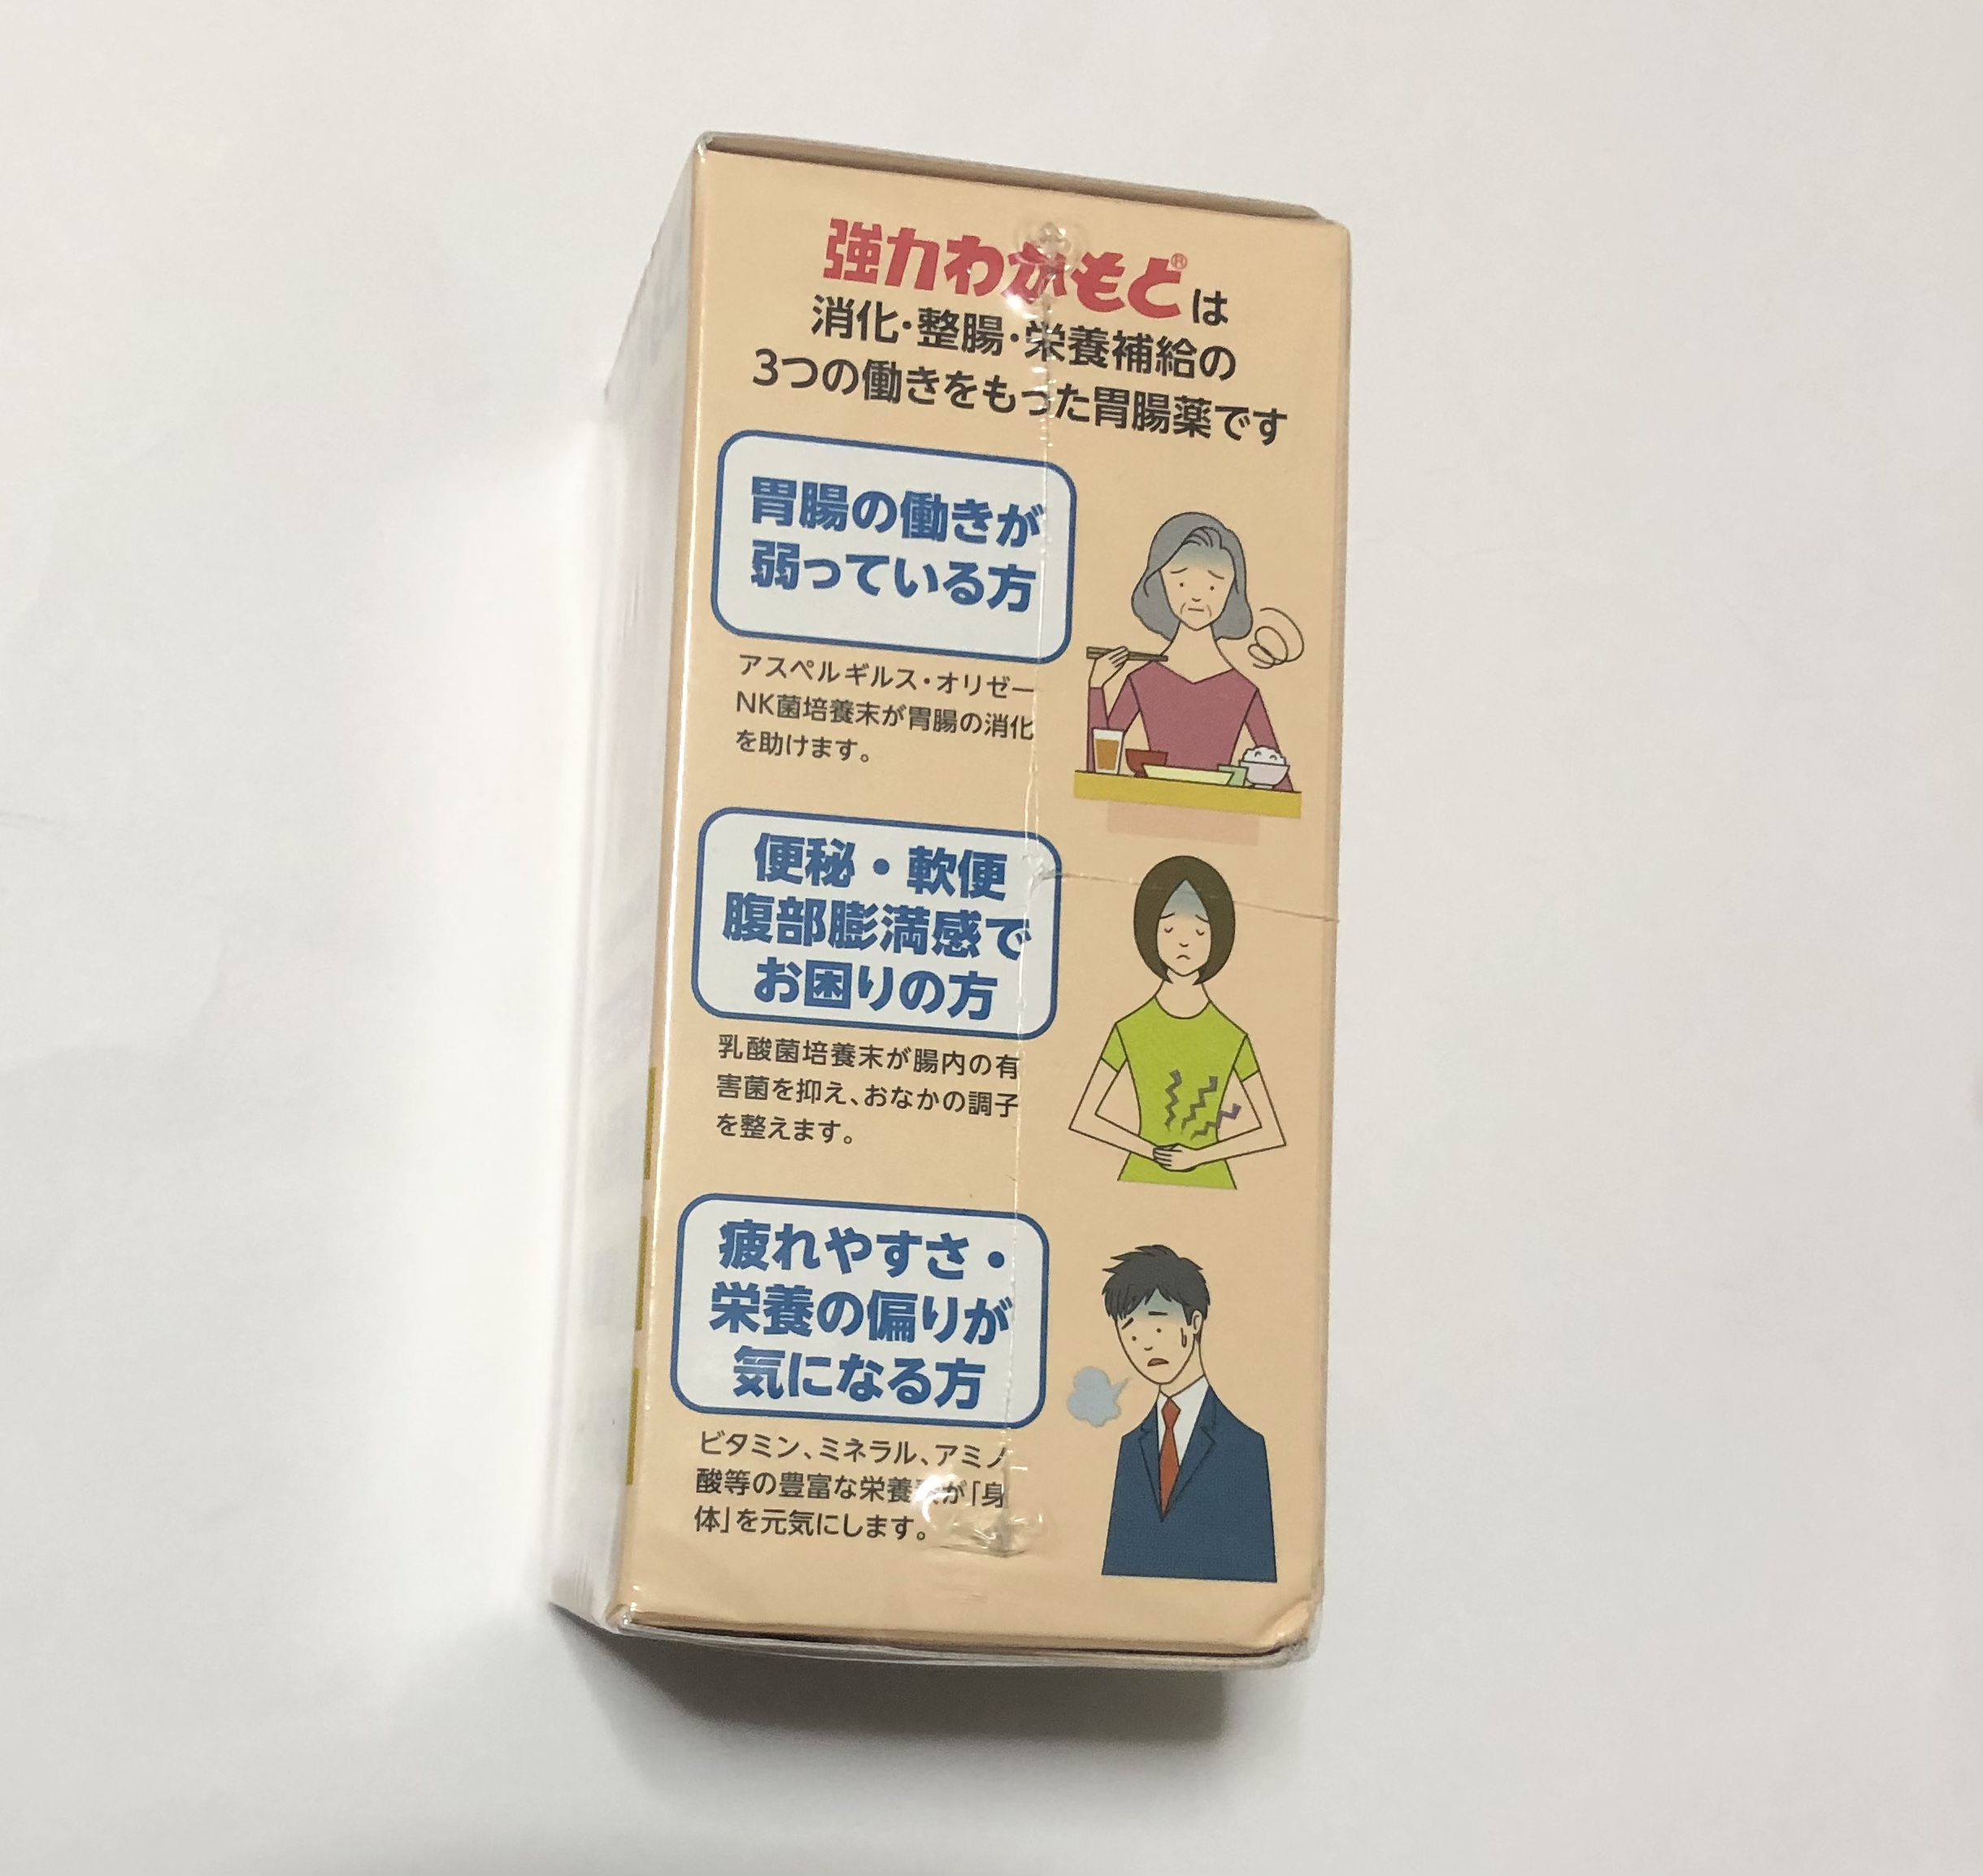 強力わかもと®は
消化・整腸・栄養補給の
3つの働きをもった胃腸薬です
胃腸の働きが
弱っている方
アスペルギルス・オリゼー
NK菌培養末が胃腸の消化
を助けます。
便秘・軟便
腹部膨満感で
お困りの方
乳酸菌培養末が腸内の有
害菌を抑え、おなかの調子
を整えます。
疲れやすさ・
栄養の偏りが
気になる方
ビタミン、ミネラル、アミノ
酸等の豊富な栄養素が「身
体」を元気にします。